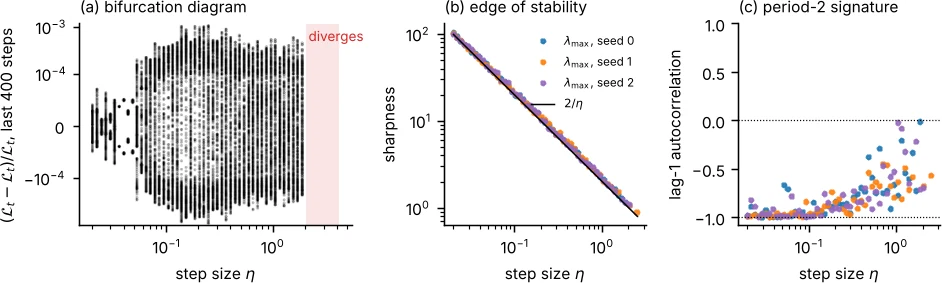 (a) bifurcation diagram
(ℒₜ − ℒ̄ₜ)/ℒ̄ₜ, last 400 steps
10⁻³
10⁻⁴
0
−10⁻⁴
diverges
10⁻¹
10⁰
step size η
(b) edge of stability
sharpness
10²
10¹
10⁰
λmax, seed 0
λmax, seed 1
λmax, seed 2
2/η
10⁻¹
10⁰
step size η
(c) period-2 signature
lag-1 autocorrelation
1.0
0.5
0.0
−0.5
−1.0
10⁻¹
10⁰
step size η